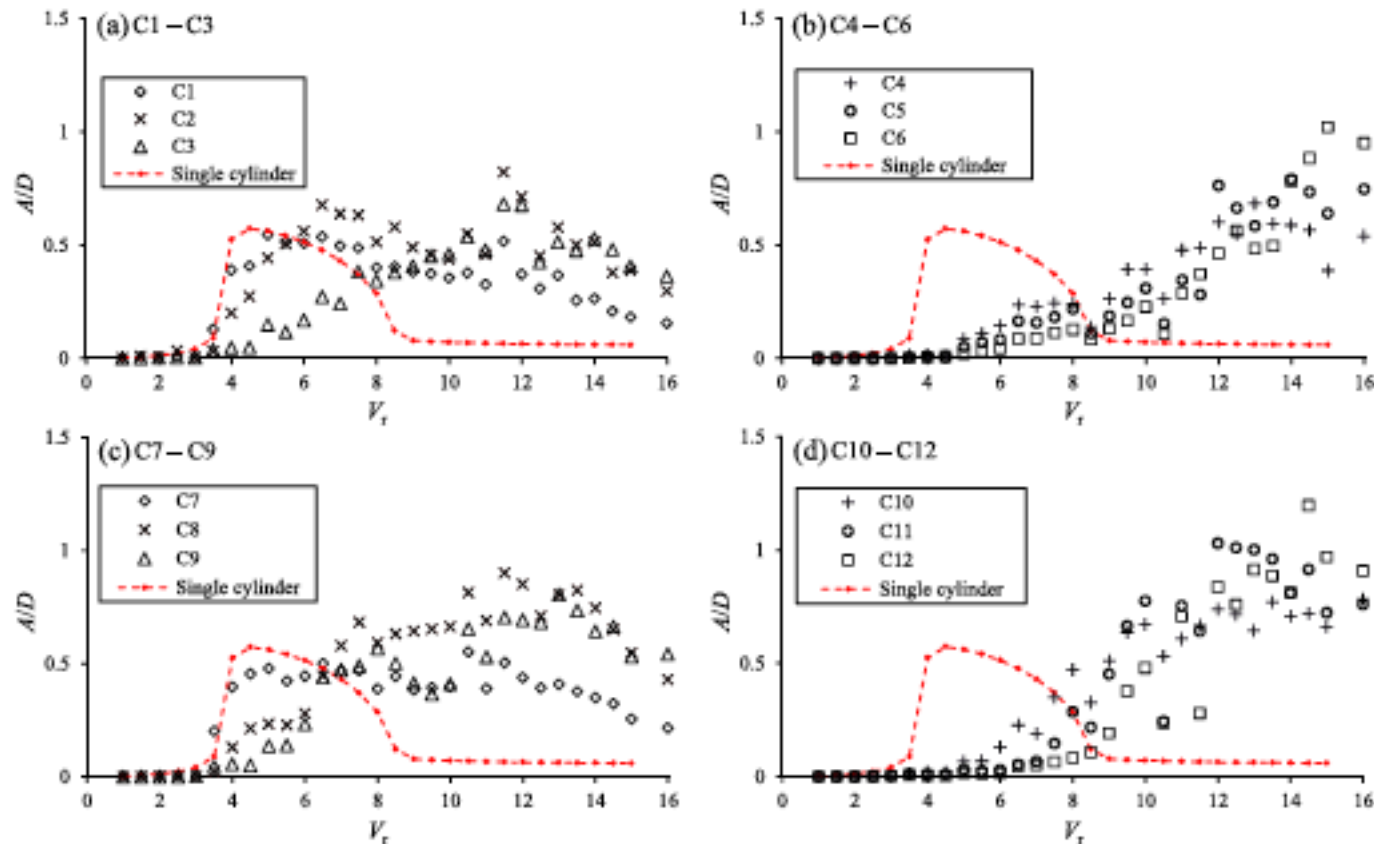 (a) C1–C3
1.5
1
0.5
0
A/D
C1
C2
C3
Single cylinder
0 2 4 6 8 10 12 14 16
Vr
(b) C4–C6
1.5
1
0.5
0
A/D
C4
C5
C6
Single cylinder
0 2 4 6 8 10 12 14 16
Vr
(c) C7–C9
1.5
1
0.5
0
A/D
C7
C8
C9
Single cylinder
0 2 4 6 8 10 12 14 16
Vr
(d) C10–C12
1.5
1
0.5
0
A/D
C10
C11
C12
Single cylinder
0 2 4 6 8 10 12 14 16
Vr